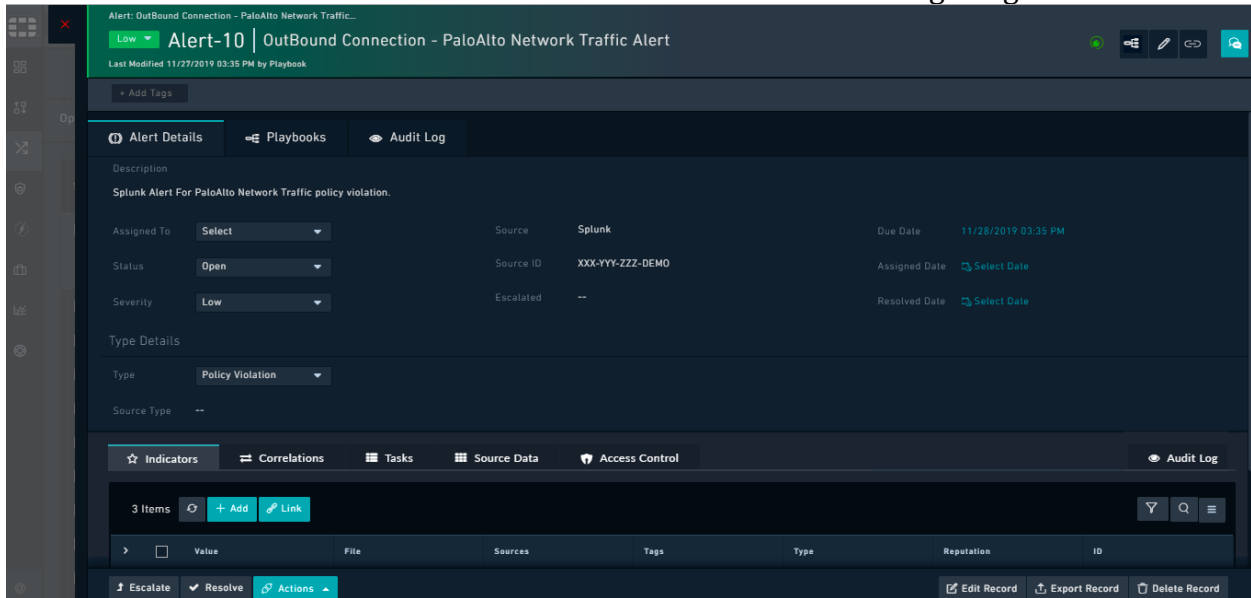 Alert: OutBound Connection - PaloAlto Network Traffic...
Low Alert-10 | OutBound Connection - PaloAlto Network Traffic Alert
Last Modified 11/27/2019 03:35 PM by Playbook
+ Add Tags
Op
Alert Details Playbooks Audit Log
Description
Splunk Alert For PaloAlto Network Traffic policy violation.
Assigned To Select Source Splunk Due Date 11/28/2019 03:35 PM
Status Open Source ID XXX-YYY-ZZZ-DEMO Assigned Date Select Date
Severity Low Escalated -- Resolved Date Select Date
Type Details
Type Policy Violation
Source Type --
Indicators Correlations Tasks Source Data Access Control Audit Log
3 Items + Add Link
Value File Sources Tags Type Reputation ID
Escalate Resolve Actions Edit Record Export Record Delete Record